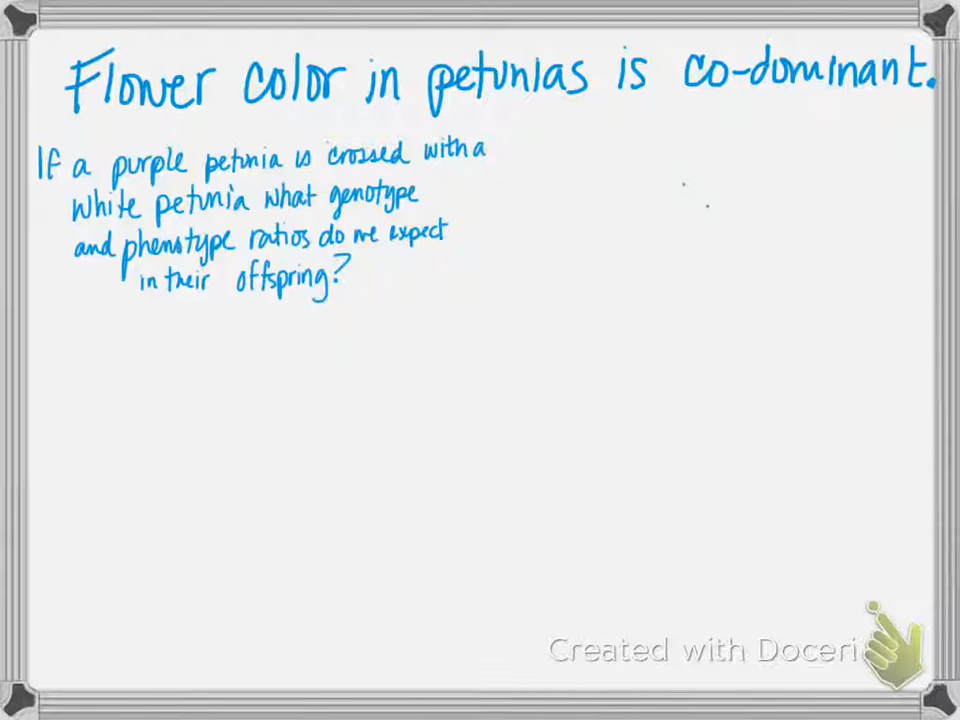 Flower color in petunias is co-dominant.
If a purple petunia is crossed with a
white petunia what genotype
and phenotype ratios do we expect
in their offspring?
Created with Doceri